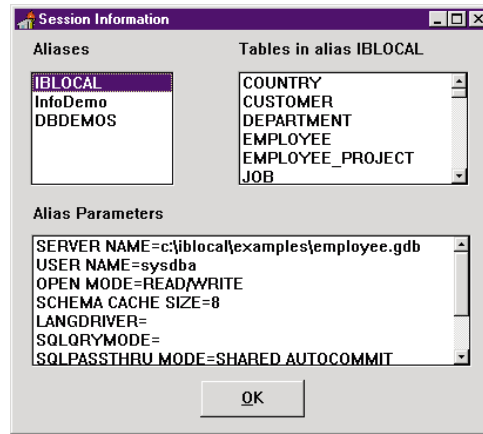 Session Information
Aliases
Tables in alias IBLOCAL
IBLOCAL
InfoDemo
DBDEMOS
COUNTRY
CUSTOMER
DEPARTMENT
EMPLOYEE
EMPLOYEE_PROJECT
JOB
Alias Parameters
SERVER NAME=c:\iblocal\examples\employee.gdb
USER NAME=sysdba
OPEN MODE=READ/WRITE
SCHEMA CACHE SIZE=8
LANGDRIVER=
SQLQRYMODE=
SQLPASSTHRU MODE=SHARED AUTOCOMMIT
OK